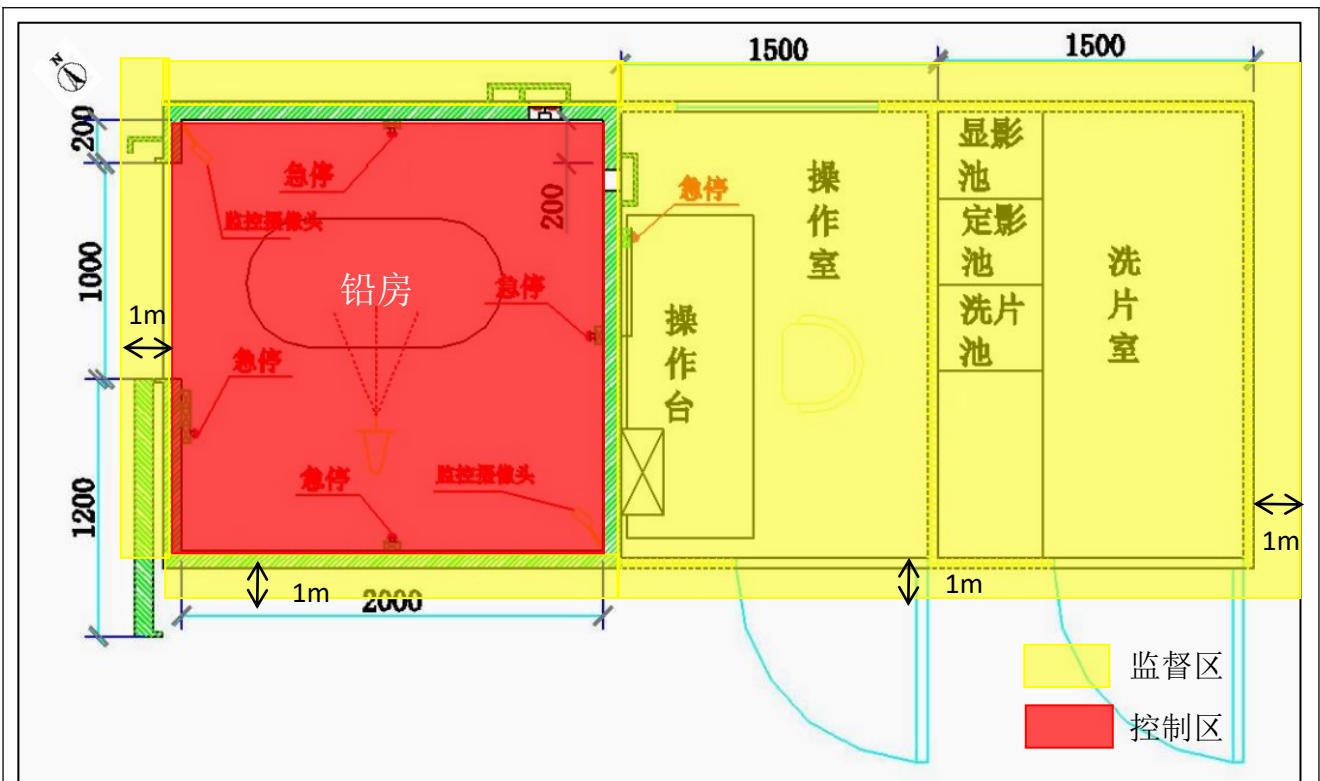 N
1500
1500
200
急停
监控摄像头
200
急停
操作室
显影池
定影池
洗片池
洗片室
1000
铅房
急停
操作台
1m
急停
1200
急停
监控摄像头
1m
1m
1m
2000
监督区
控制区